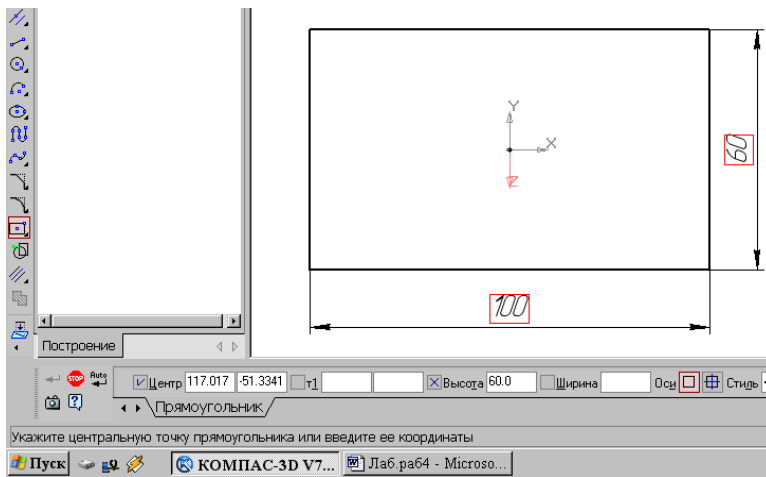 Y
X
Z
60
100
Построение
Auto
STOP
Центр 117.017 -51.3341 т1 Высота 60.0 Ширина Оси Стиль
Прямоугольник
Укажите центральную точку прямоугольника или введите ее координаты
Пуск КОМПАС-3D V7... Лаб.раб4 - Microso...